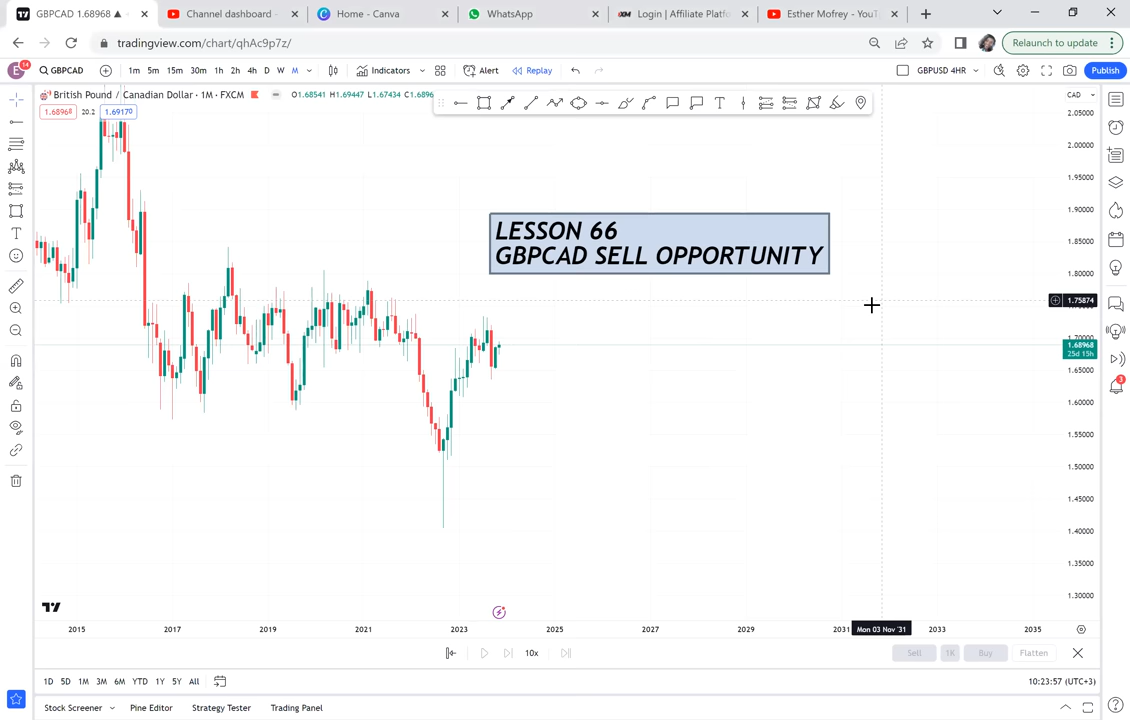 GBPCAD 1.68968 ▲
Channel dashboard
Home - Canva
WhatsApp
Login | Affiliate Platf
Esther Mofrey - YouT
tradingview.com/chart/qhAc9p7z/
Relaunch to update
E 14 GBPCAD 1m 5m 15m 30m 1h 2h 4h D W M Indicators Alert Replay GBPUSD 4HR Publish
British Pound / Canadian Dollar · 1M · FXCM O1.68541 H1.69447 L1.67434 C1.6896
CAD
1.68968 20.2 1.69170
2.05000
2.00000
1.95000
1.90000
LESSON 66
GBPCAD SELL OPPORTUNITY
1.85000
1.80000
1.75874
1.70000
1.68968
25d 15h
1.65000
1.60000
1.55000
1.50000
1.45000
1.40000
1.35000
1.30000
3
2015 2017 2019 2021 2023 2025 2027 2029 2031 Mon 03 Nov '31 2033 2035
10x Sell 1K Buy Flatten
1D 5D 1M 3M 6M YTD 1Y 5Y All 10:23:57 (UTC+3)
Stock Screener Pine Editor Strategy Tester Trading Panel